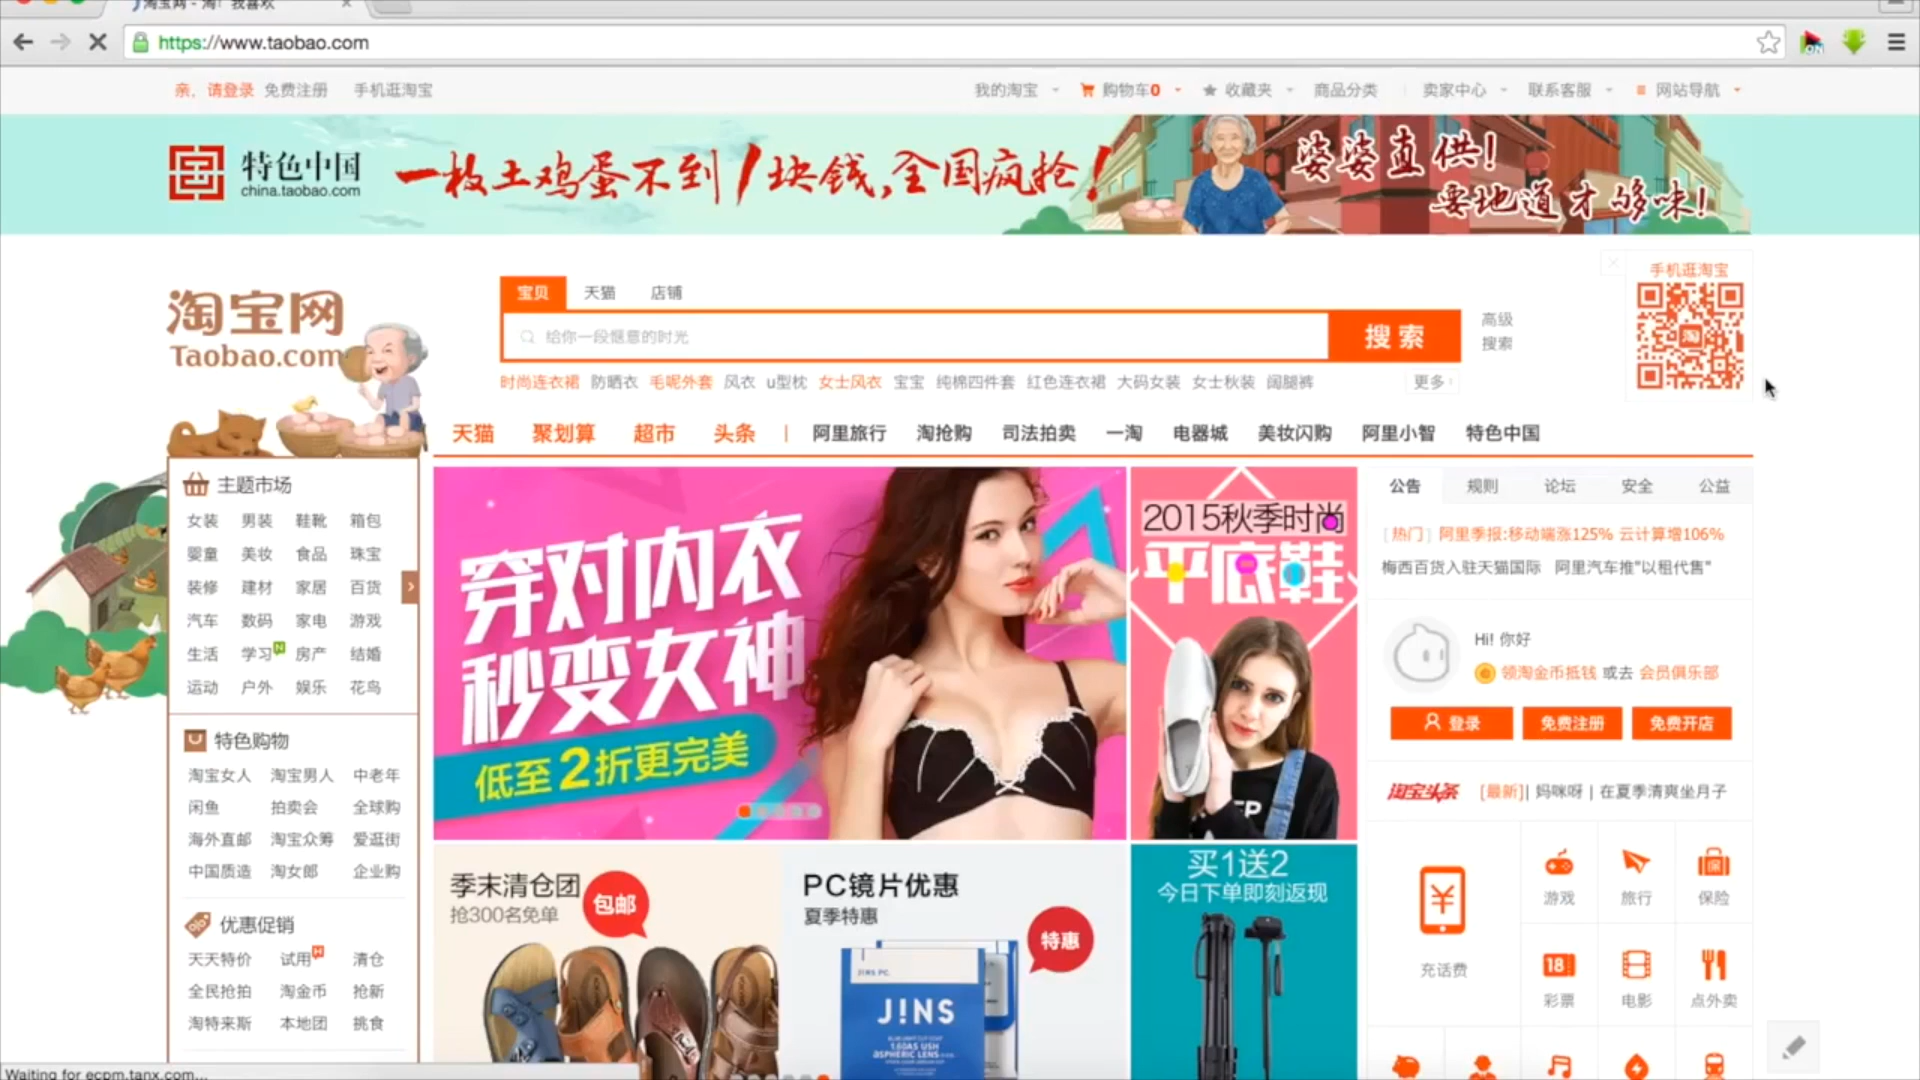 淘宝网 - 淘！我喜欢
https://www.taobao.com
亲，请登录 免费注册 手机逛淘宝
我的淘宝 购物车0 收藏夹 商品分类 卖家中心 联系客服 网站导航
特色中国
china.taobao.com
一枚土鸡蛋不到1块钱,全国疯抢!
婆婆直供!
要地道才够味!
淘宝网
Taobao.com
宝贝 天猫 店铺
给你一段惬意的时光
搜索
高级
搜索
手机逛淘宝
淘
时尚连衣裙 防晒衣 毛呢外套 风衣 u型枕 女士风衣 宝宝 纯棉四件套 红色连衣裙 大码女装 女士秋装 阔腿裤
更多
天猫 聚划算 超市 头条 | 阿里旅行 淘抢购 司法拍卖 一淘 电器城 美妆闪购 阿里小智 特色中国
主题市场
女装 男装 鞋靴 箱包
婴童 美妆 食品 珠宝
装修 建材 家居 百货
汽车 数码 家电 游戏
生活 学习 N 房产 结婚
运动 户外 娱乐 花鸟
特色购物
淘宝女人 淘宝男人 中老年
闲鱼 拍卖会 全球购
海外直邮 淘宝众筹 爱逛街
中国质造 淘女郎 企业购
优惠促销
天天特价 试用 H 清仓
全民抢拍 淘金币 抢新
淘特来斯 本地团 挑食
穿对内衣
秒变女神
低至2折更完美
2015秋季时尚
平底鞋
季末清仓团
抢300名免单
包邮
PC镜片优惠
夏季特惠
特惠
JINS PC.
J!NS
1.60AS USH
ASPHERIC LENS
买1送2
今日下单即刻返现
公告 规则 论坛 安全 公益
[热门] 阿里季报:移动端涨125% 云计算增106%
梅西百货入驻天猫国际 阿里汽车推"以租代售"
Hi! 你好
领淘金币抵钱 或去 会员俱乐部
登录 免费注册 免费开店
淘宝头条 [最新]| 妈咪呀 | 在夏季清爽坐月子
充话费
游戏 旅行 保险
18
彩票 电影 点外卖
Waiting for ecpm.tanx.com...